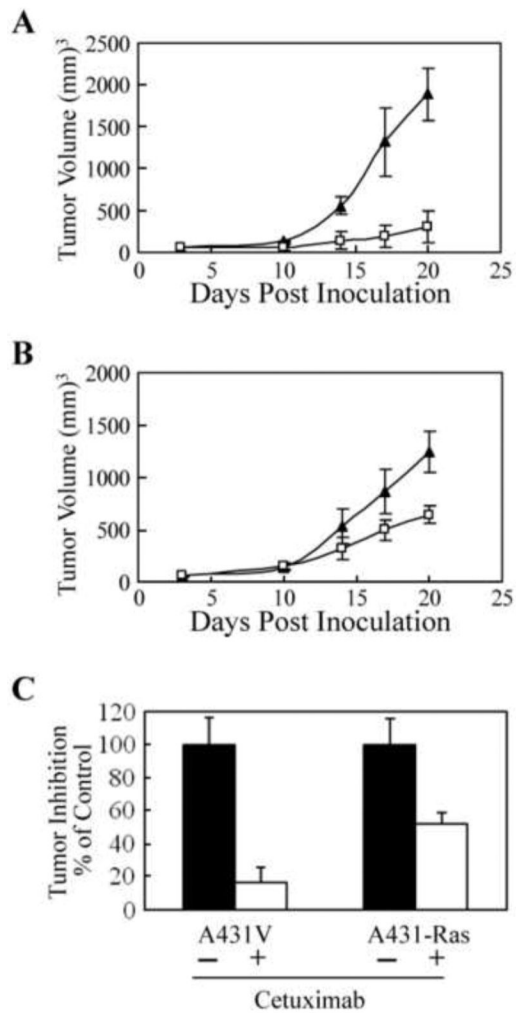 A
2500
2000
1500
1000
500
0
Tumor Volume (mm)³
0 5 10 15 20 25
Days Post Inoculation
B
2000
1500
1000
500
0
Tumor Volume (mm)³
0 5 10 15 20 25
Days Post Inoculation
C
120
100
80
60
40
20
0
Tumor Inhibition
% of Control
A431V A431-Ras
− + − +
Cetuximab